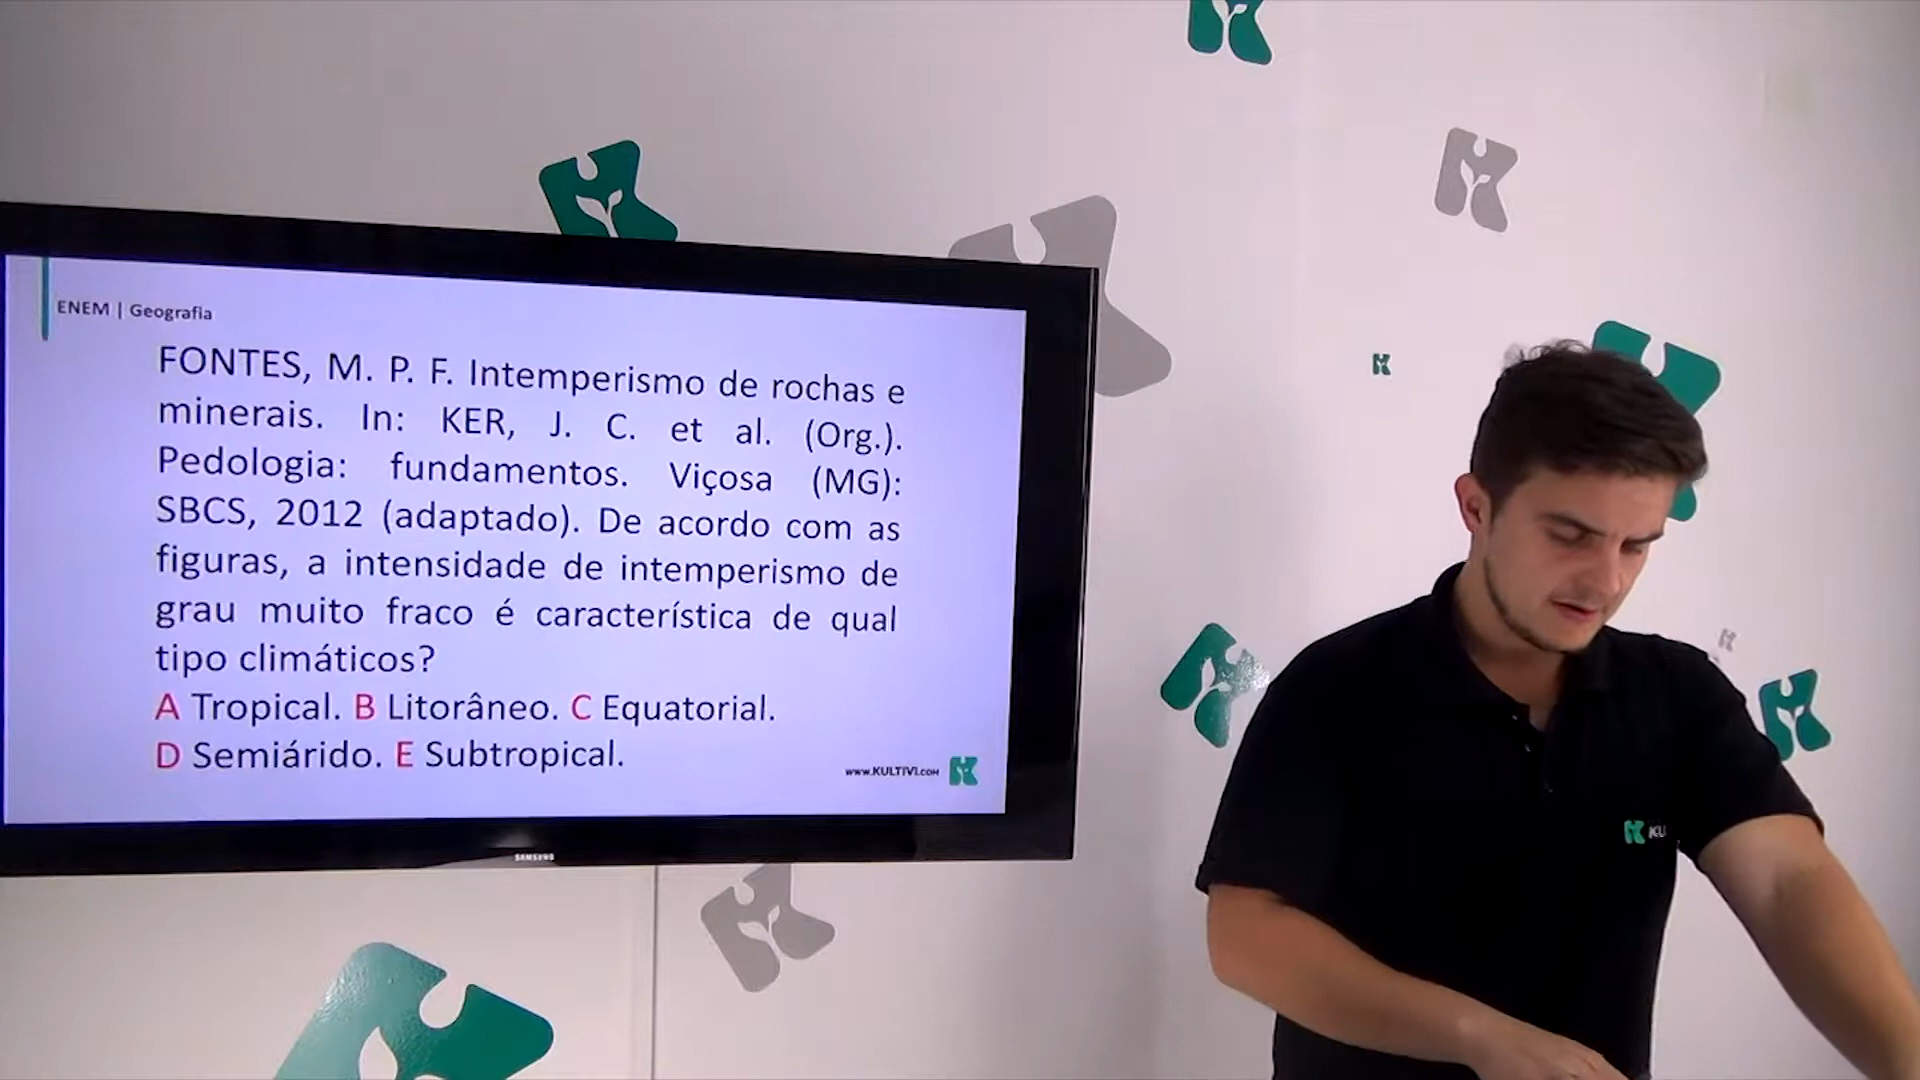 ENEM | Geografia
FONTES, M. P. F. Intemperismo de rochas e
minerais. In: KER, J. C. et al. (Org.).
Pedologia: fundamentos. Viçosa (MG):
SBCS, 2012 (adaptado). De acordo com as
figuras, a intensidade de intemperismo de
grau muito fraco é característica de qual
tipo climáticos?
A Tropical. B Litorâneo. C Equatorial.
D Semiárido. E Subtropical.
www.KULTIVI.com
SAMSUNG
KU